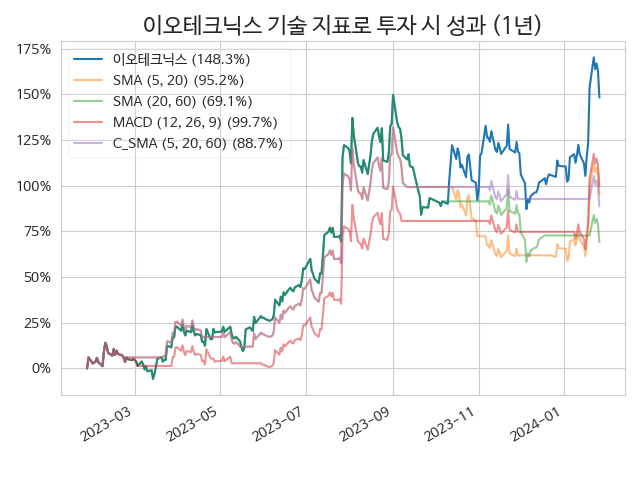 이오테크닉스 기술 지표로 투자 시 성과 (1년)
175%
150%
125%
100%
75%
50%
25%
0%
이오테크닉스 (148.3%)
SMA (5, 20) (95.2%)
SMA (20, 60) (69.1%)
MACD (12, 26, 9) (99.7%)
C_SMA (5, 20, 60) (88.7%)
2023-03
2023-05
2023-07
2023-09
2023-11
2024-01